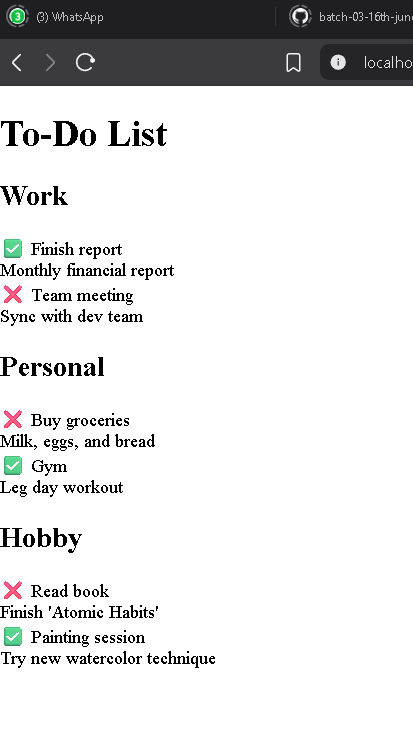 3
(3) WhatsApp
batch-03-16th-jun
localho
To-Do List
Work
✅ Finish report
Monthly financial report
❌ Team meeting
Sync with dev team
Personal
❌ Buy groceries
Milk, eggs, and bread
✅ Gym
Leg day workout
Hobby
❌ Read book
Finish 'Atomic Habits'
✅ Painting session
Try new watercolor technique